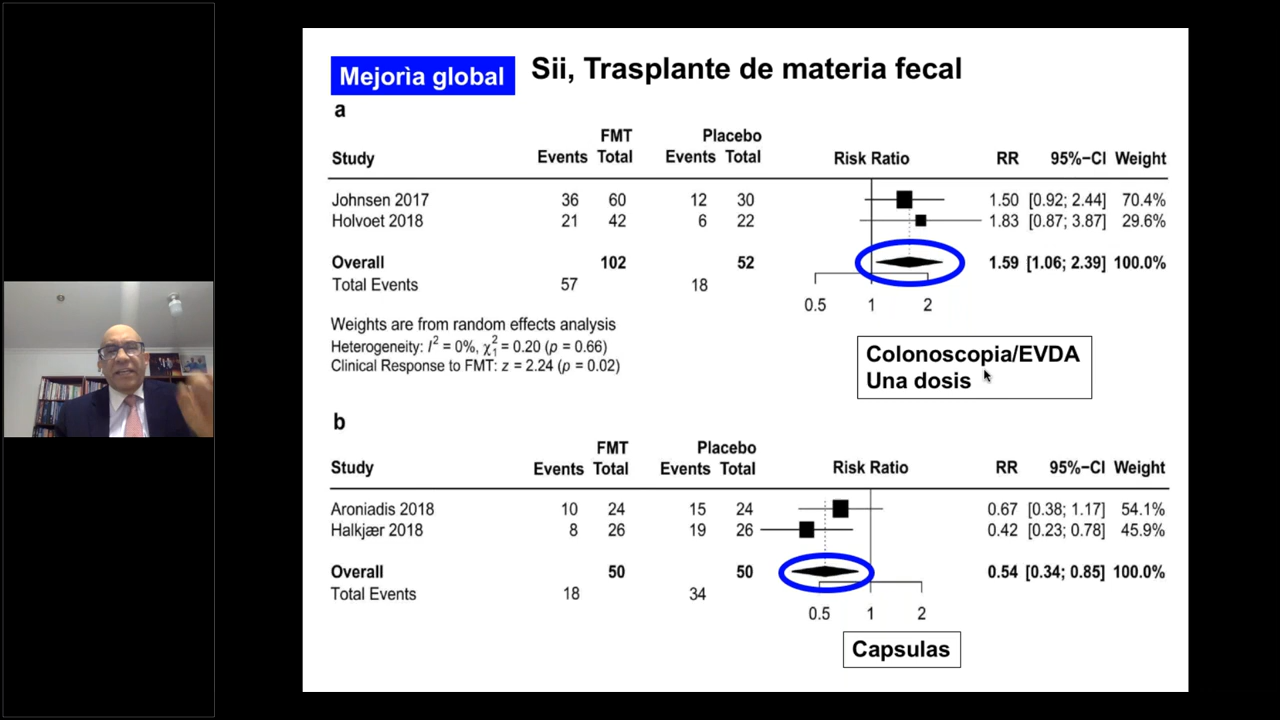 Mejorìa global
Sii, Trasplante de materia fecal
a
FMT Placebo
Study Events Total Events Total Risk Ratio RR 95%−CI Weight
Johnsen 2017 36 60 12 30 1.50 [0.92; 2.44] 70.4%
Holvoet 2018 21 42 6 22 1.83 [0.87; 3.87] 29.6%
Overall 102 52 1.59 [1.06; 2.39] 100.0%
Total Events 57 18
0.5 1 2
Weights are from random effects analysis
Heterogeneity: I² = 0%, χ²₁ = 0.20 (p = 0.66)
Clinical Response to FMT: z = 2.24 (p = 0.02)
Colonoscopia/EVDA
Una dosis
b
FMT Placebo
Study Events Total Events Total Risk Ratio RR 95%−CI Weight
Aroniadis 2018 10 24 15 24 0.67 [0.38; 1.17] 54.1%
Halkjær 2018 8 26 19 26 0.42 [0.23; 0.78] 45.9%
Overall 50 50 0.54 [0.34; 0.85] 100.0%
Total Events 18 34
0.5 1 2
Capsulas